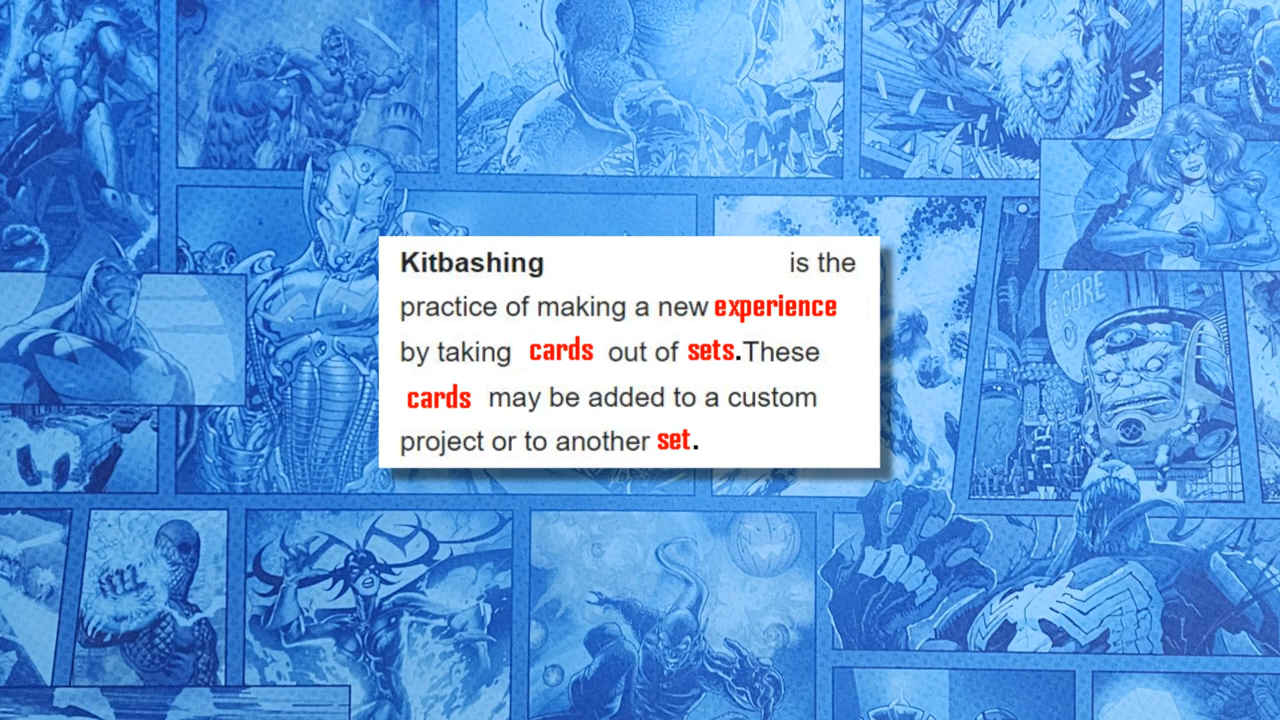 Kitbashing is the
practice of making a new experience
by taking cards out of sets. These
cards may be added to a custom
project or to another set.
G.CORE